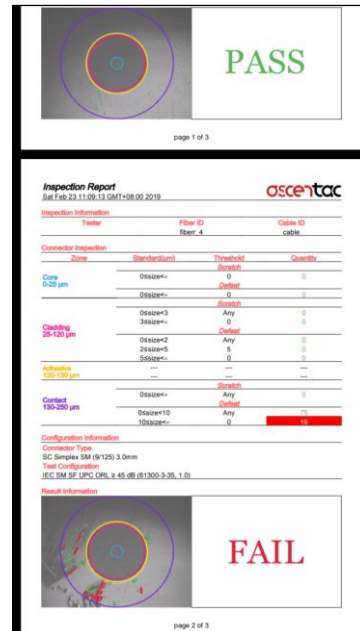 PASS
page 1 of 3
Inspection Report
ascentac
Sat Feb 23 11:09:13 GMT+08:00 2019
Inspection Information
Tester Fiber ID Cable ID
fiberr_4 cable
Connector Inspection
Zone Standard(um) Threshold Quantity
Core
0-25 μm
Scratch
0≤size<∞ 0 0
Defeat
0≤size<∞ 0 0
Cladding
25-120 μm
Scratch
0≤size<3 Any 0
3≤size<∞ 0 0
Defeat
0≤size<2 Any 0
2≤size≤5 5 0
5≤size<∞ 0 0
Adhesive
120-130 μm
--- --- ---
--- --- ---
Contact
130-250 μm
Scratch
0≤size<∞ Any 0
Defeat
0≤size<10 Any 75
10≤size<∞ 0 19
Configuration Information
Connector Type
SC Simplex SM (9/125) 3.0mm
Test Configuration
IEC SM SF UPC ORL ≥ 45 dB (61300-3-35, 1.0)
Result Information
FAIL
page 2 of 3